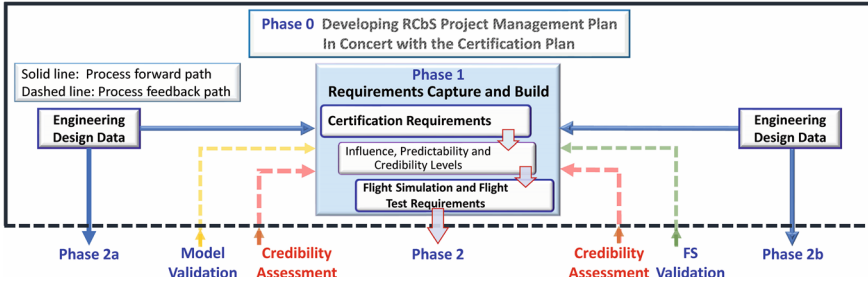 Phase 0 Developing RCbS Project Management Plan
In Concert with the Certification Plan
Solid line: Process forward path
Dashed line: Process feedback path
Phase 1
Requirements Capture and Build
Engineering
Design Data
Certification Requirements
Influence, Predictability and
Credibility Levels
Flight Simulation and Flight
Test Requirements
Engineering
Design Data
Phase 2a
Model
Validation
Credibility
Assessment
Phase 2
Credibility
Assessment
FS
Validation
Phase 2b